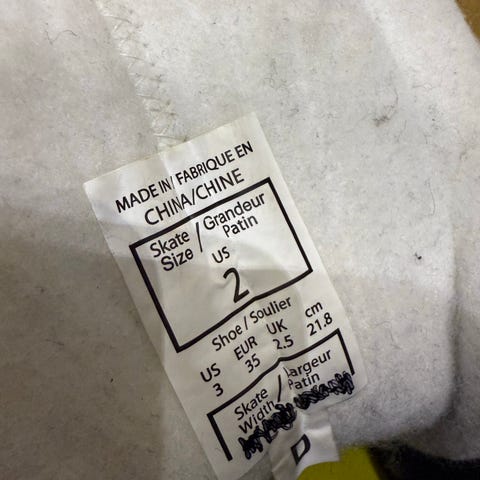 MADE IN/ FABRIQUE EN
CHINA/CHINE
Skate / Grandeur
Size / Patin
US
2
Shoe / Soulier
US EUR UK cm
3 35 2.5 21.8
Skate / Largeur
Width / Patin
D